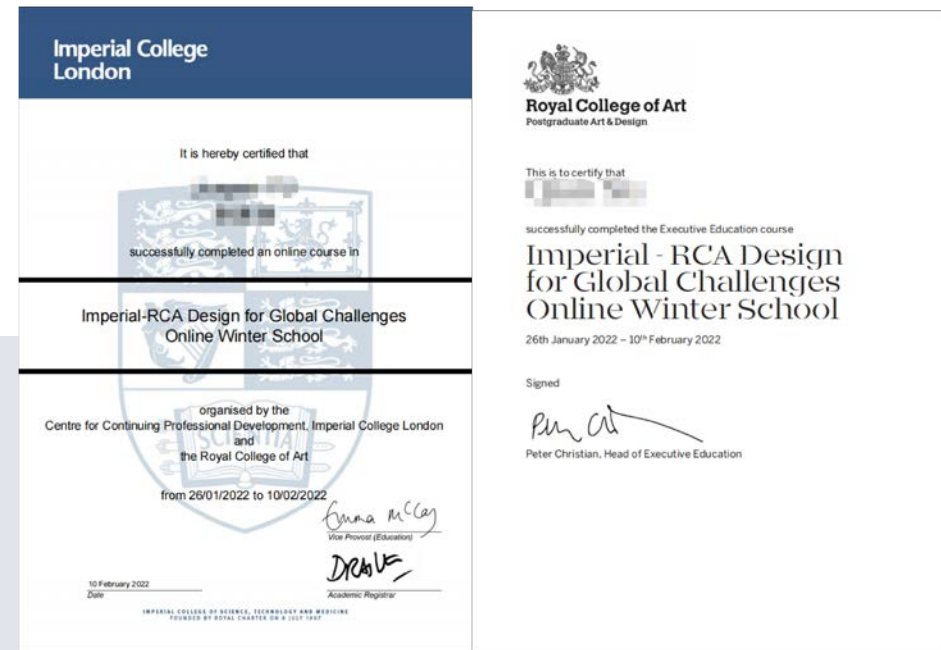 Imperial College
London
It is hereby certified that
successfully completed an online course in
Imperial-RCA Design for Global Challenges
Online Winter School
organised by the
Centre for Continuing Professional Development, Imperial College London
and
the Royal College of Art
from 26/01/2022 to 10/02/2022
Emma McCoy
Vice Provost (Education)
10 February 2022
Date
Academic Registrar
IMPERIAL COLLEGE OF SCIENCE, TECHNOLOGY AND MEDICINE
FOUNDED BY ROYAL CHARTER ON 8 JULY 1907
SCIENTIA
Royal College of Art
Postgraduate Art & Design
This is to certify that
successfully completed the Executive Education course
Imperial - RCA Design
for Global Challenges
Online Winter School
26th January 2022 – 10th February 2022
Signed
Peter Christian, Head of Executive Education